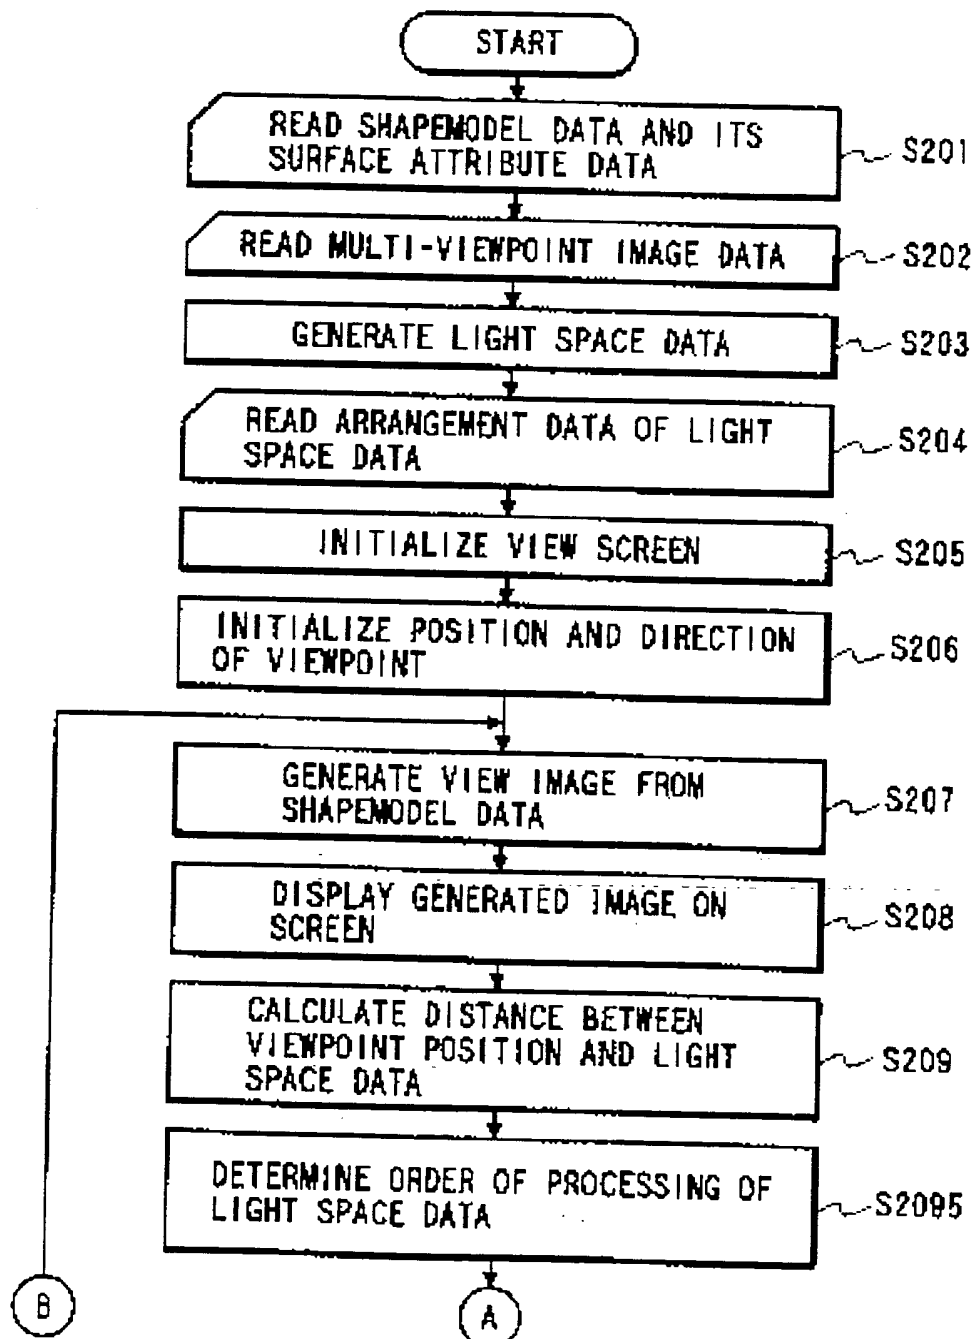 START
READ SHAPEMODEL DATA AND ITS
SURFACE ATTRIBUTE DATA
S201
READ MULTI-VIEWPOINT IMAGE DATA
S202
GENERATE LIGHT SPACE DATA
S203
READ ARRANGEMENT DATA OF LIGHT
SPACE DATA
S204
INITIALIZE VIEW SCREEN
S205
INITIALIZE POSITION AND DIRECTION
OF VIEWPOINT
S206
GENERATE VIEW IMAGE FROM
SHAPEMODEL DATA
S207
DISPLAY GENERATED IMAGE ON
SCREEN
S208
CALCULATE DISTANCE BETWEEN
VIEWPOINT POSITION AND LIGHT
SPACE DATA
S209
DETERMINE ORDER OF PROCESSING OF
LIGHT SPACE DATA
S2095
B
A